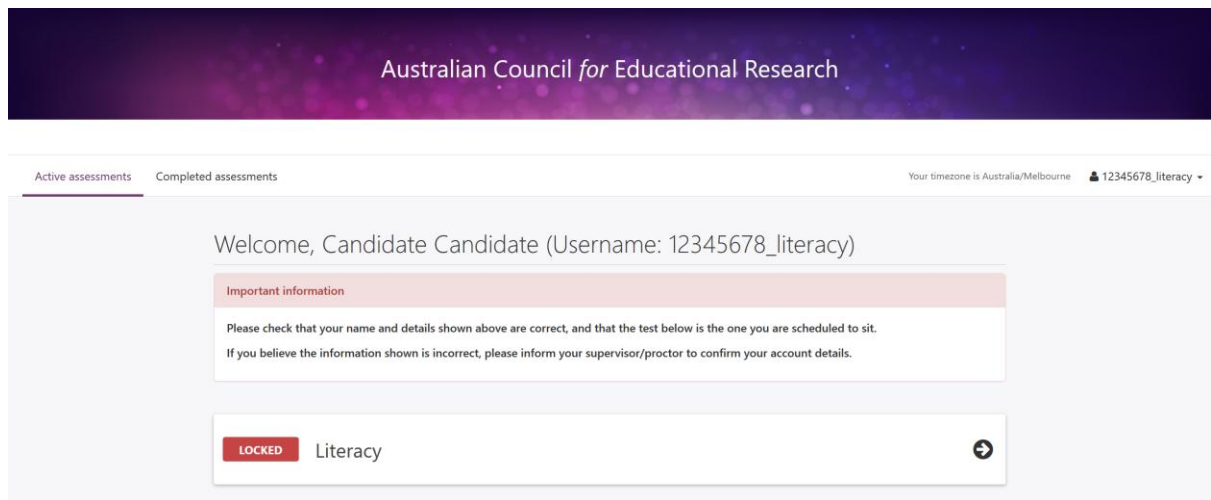 Australian Council for Educational Research
Active assessments Completed assessments Your timezone is Australia/Melbourne 12345678_literacy
Welcome, Candidate Candidate (Username: 12345678_literacy)
Important information
Please check that your name and details shown above are correct, and that the test below is the one you are scheduled to sit.
If you believe the information shown is incorrect, please inform your supervisor/proctor to confirm your account details.
LOCKED Literacy